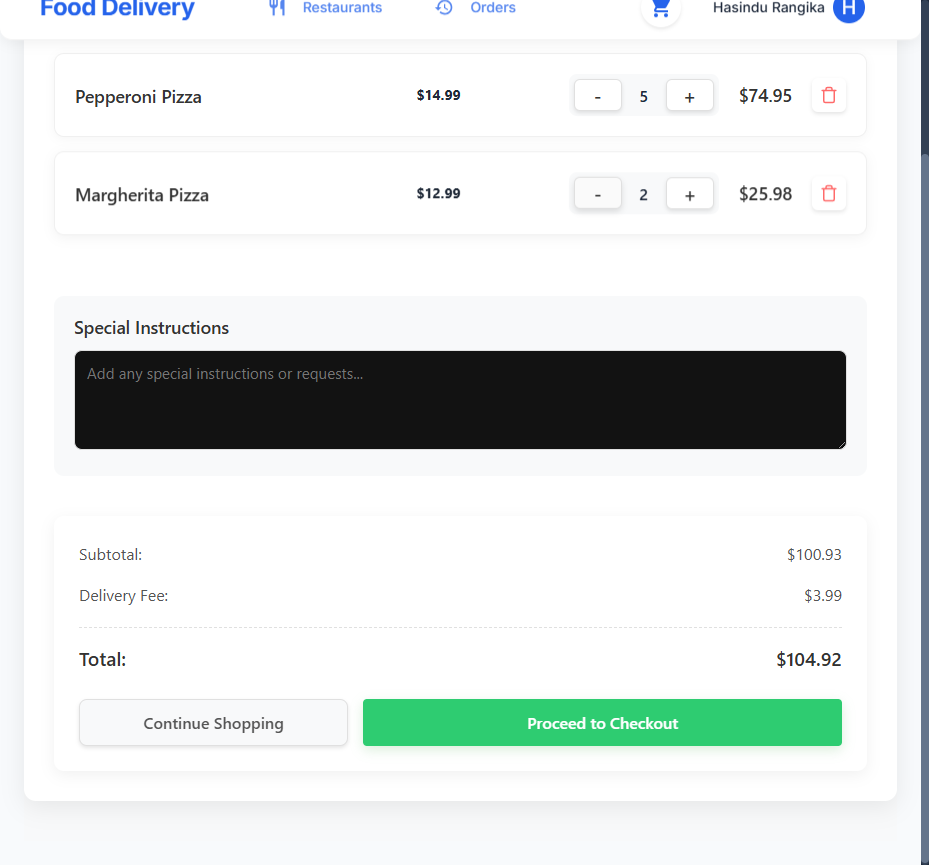 Food Delivery Restaurants Orders Hasindu Rangika H
Pepperoni Pizza $14.99 - 5 + $74.95
Margherita Pizza $12.99 - 2 + $25.98
Special Instructions
Add any special instructions or requests...
Subtotal: $100.93
Delivery Fee: $3.99
Total: $104.92
Continue Shopping Proceed to Checkout